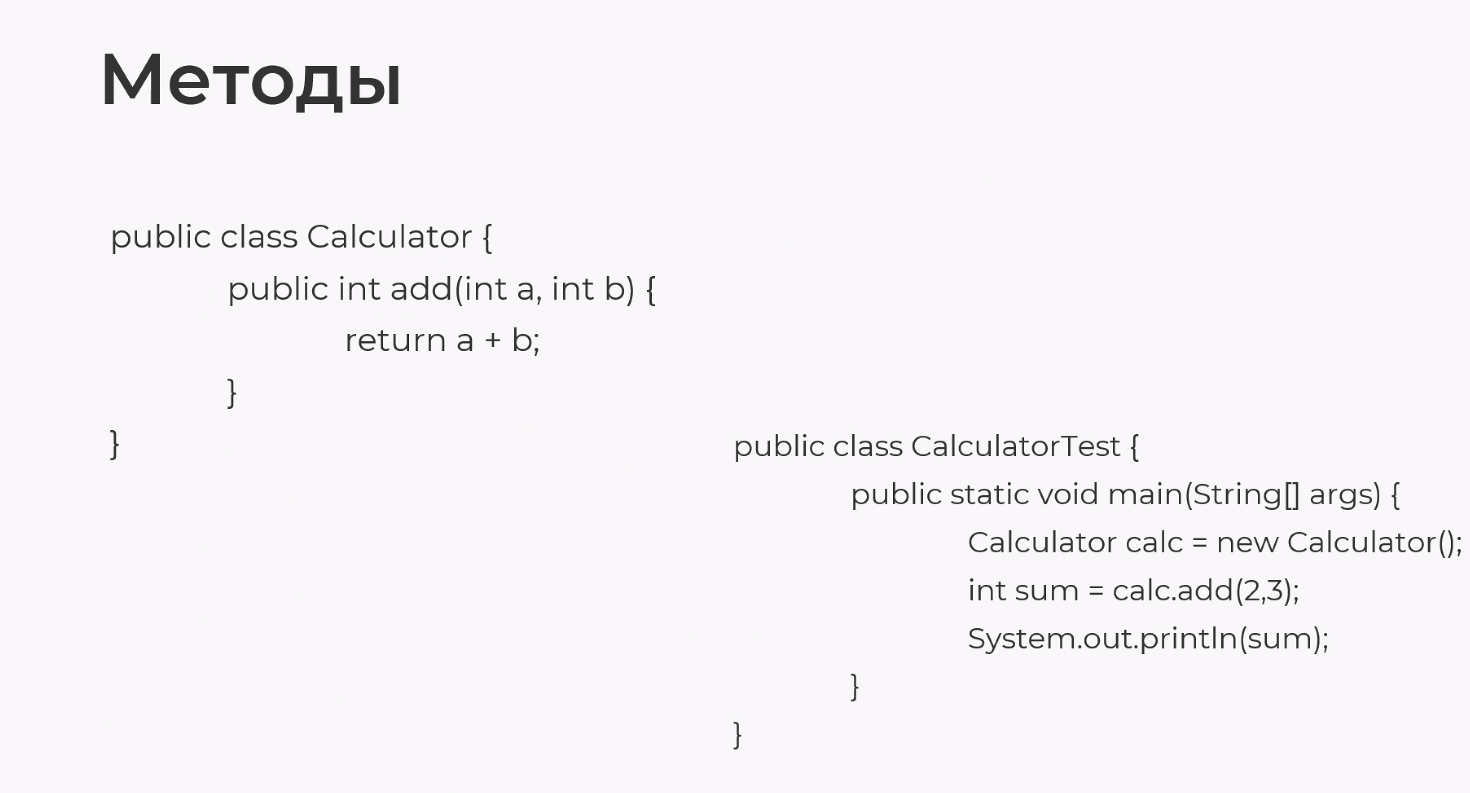 Методы
public class Calculator {
public int add(int a, int b) {
return a + b;
}
}
public class CalculatorTest {
public static void main(String[] args) {
Calculator calc = new Calculator();
int sum = calc.add(2,3);
System.out.println(sum);
}
}